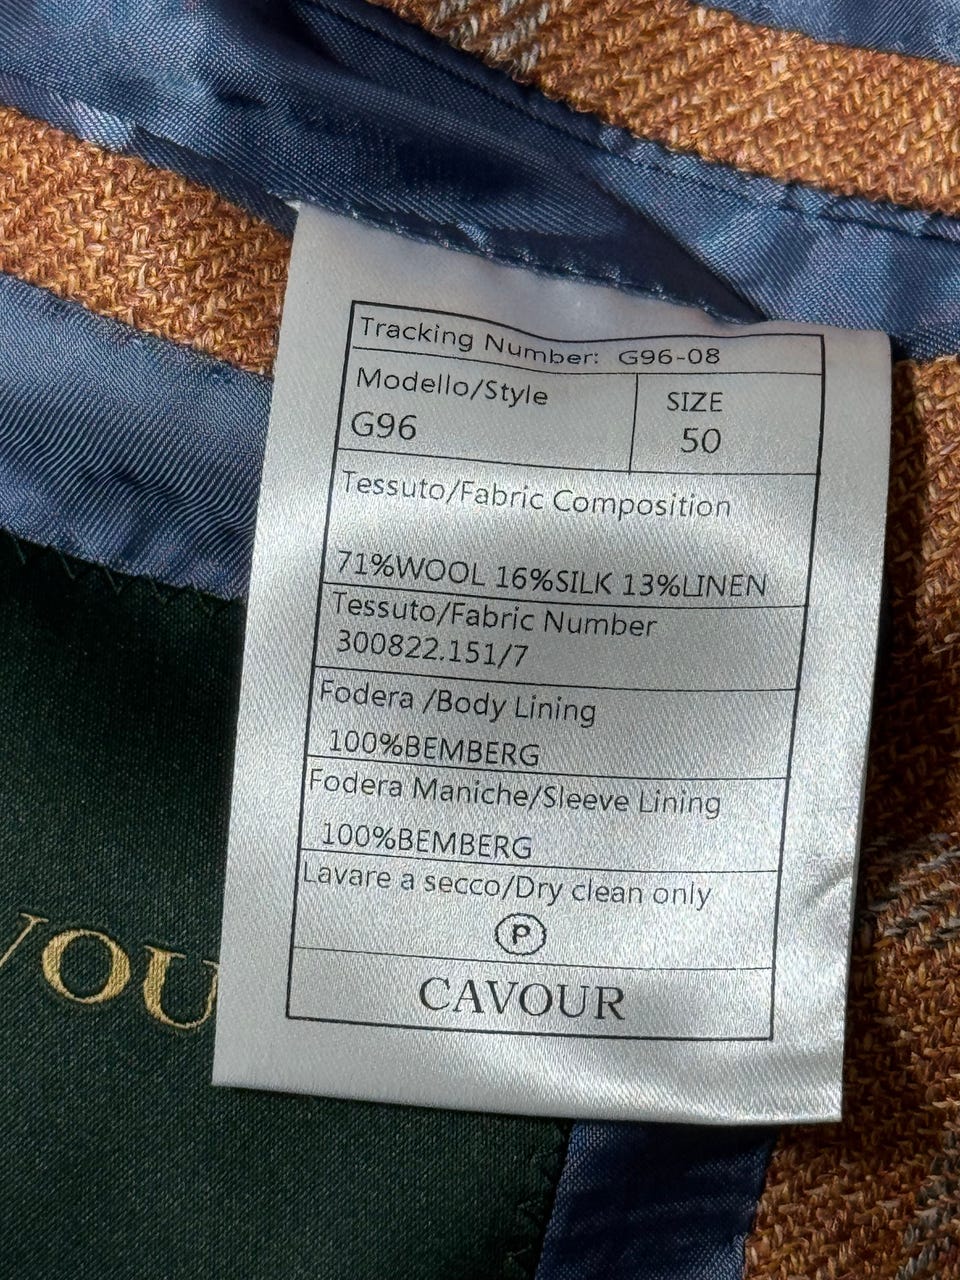 Tracking Number: G96-08
Modello/Style
G96
SIZE
50
Tessuto/Fabric Composition
71%WOOL 16%SILK 13%LINEN
Tessuto/Fabric Number
300822.151/7
Fodera /Body Lining
100%BEMBERG
Fodera Maniche/Sleeve Lining
100%BEMBERG
Lavare a secco/Dry clean only
P
CAVOUR
VOU